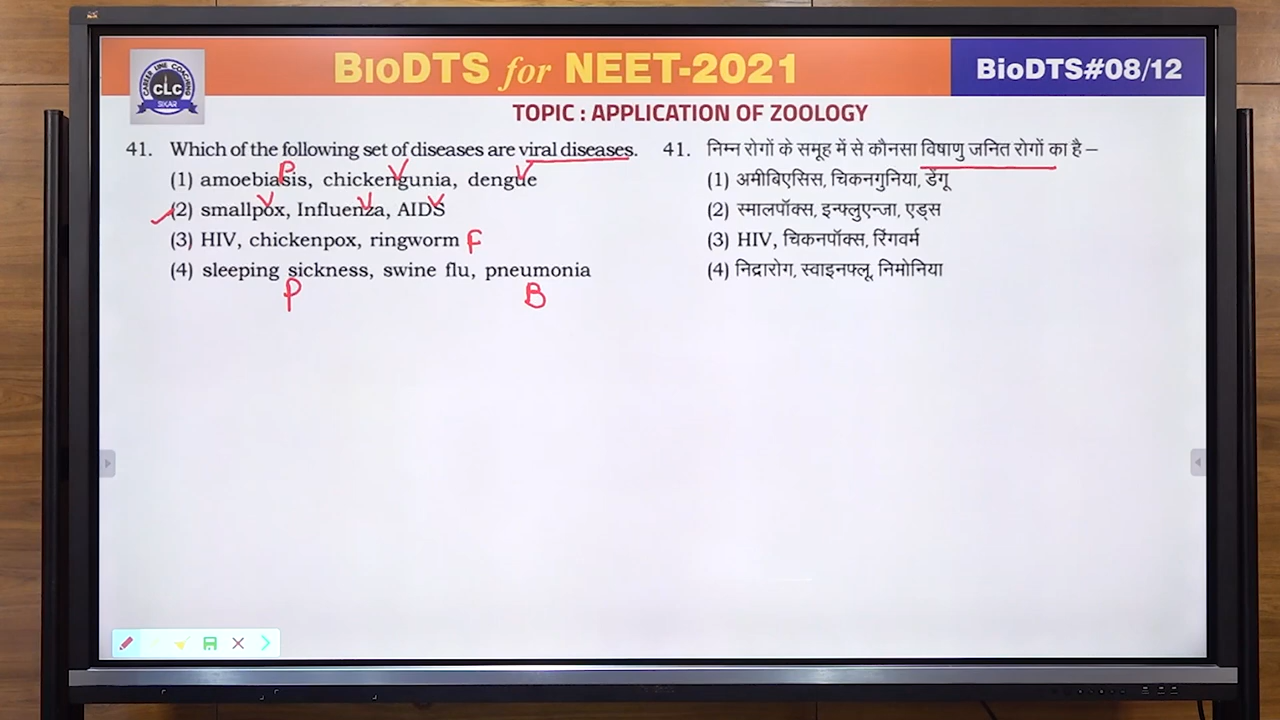 BIODTS for NEET-2021
BioDTS#08/12
CAREER LINE COACHING
CLC
SIKAR
TOPIC : APPLICATION OF ZOOLOGY
41. Which of the following set of diseases are viral diseases.
P V V
(1) amoebiasis, chickengunia, dengue
V V V
(2) smallpox, Influenza, AIDS
(3) HIV, chickenpox, ringworm F
(4) sleeping sickness, swine flu, pneumonia
P B
41. निम्न रोगों के समूह में से कौनसा विषाणु जनित रोगों का है –
(1) अमीबिएसिस, चिकनगुनिया, डेंगू
(2) स्मालपॉक्स, इन्फ्लुएन्जा, एड्स
(3) HIV, चिकनपॉक्स, रिंगवर्म
(4) निद्रारोग, स्वाइनफ्लू, निमोनिया